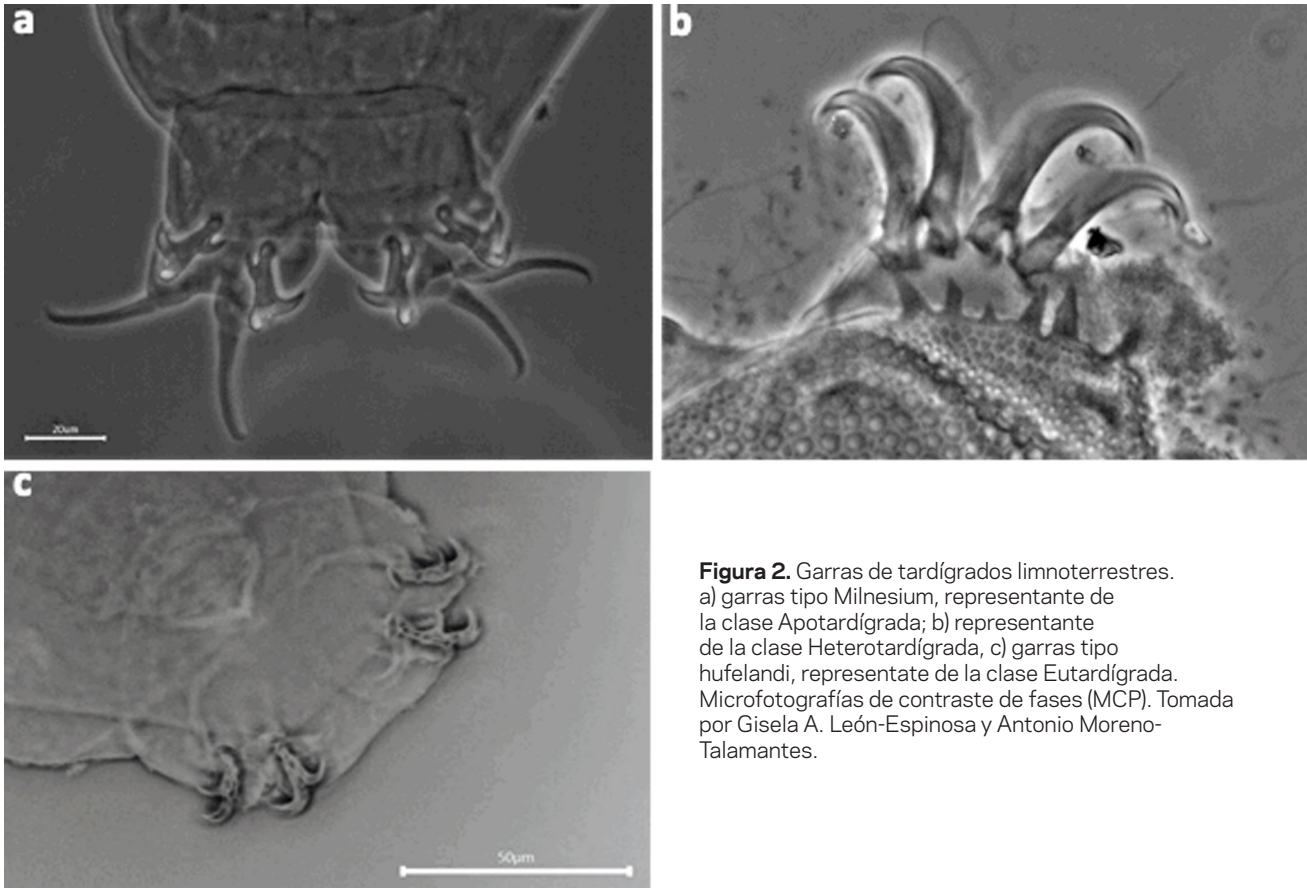 a
b
20µm
c
50µm
Figura 2. Garras de tardígrados limnoterrestres.
a) garras tipo Milnesium, representante de
la clase Apotardígrada; b) representante
de la clase Heterotardígrada, c) garras tipo
hufelandi, representate de la clase Eutardígrada.
Microfotografías de contraste de fases (MCP). Tomada
por Gisela A. León-Espinosa y Antonio Moreno-
Talamantes.